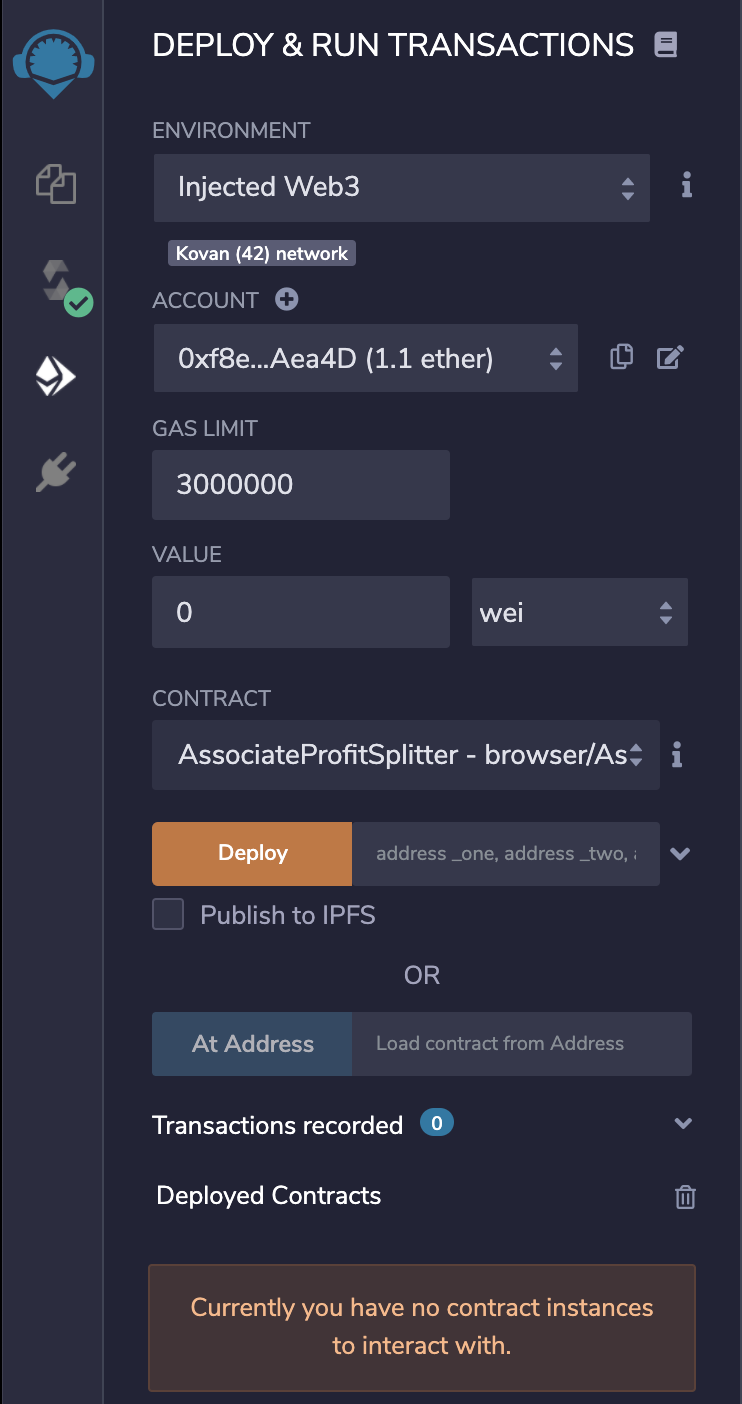 DEPLOY & RUN TRANSACTIONS
ENVIRONMENT
Injected Web3
Kovan (42) network
ACCOUNT
0xf8e...Aea4D (1.1 ether)
GAS LIMIT
3000000
VALUE
0 wei
CONTRACT
AssociateProfitSplitter - browser/As
Deploy address _one, address _two, a
Publish to IPFS
OR
At Address Load contract from Address
Transactions recorded 0
Deployed Contracts
Currently you have no contract instances
to interact with.